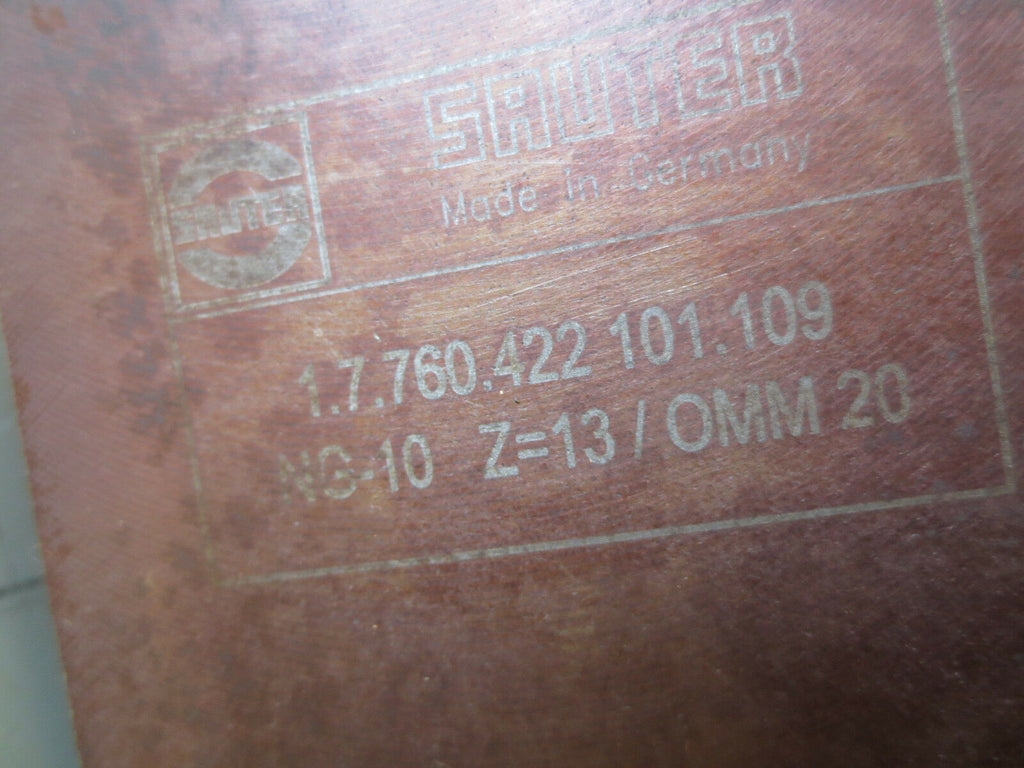 SAUTER
SAUTER
Made in Germany
1.7.760.422 101.109
NG-10 Z=13 / OMM 20